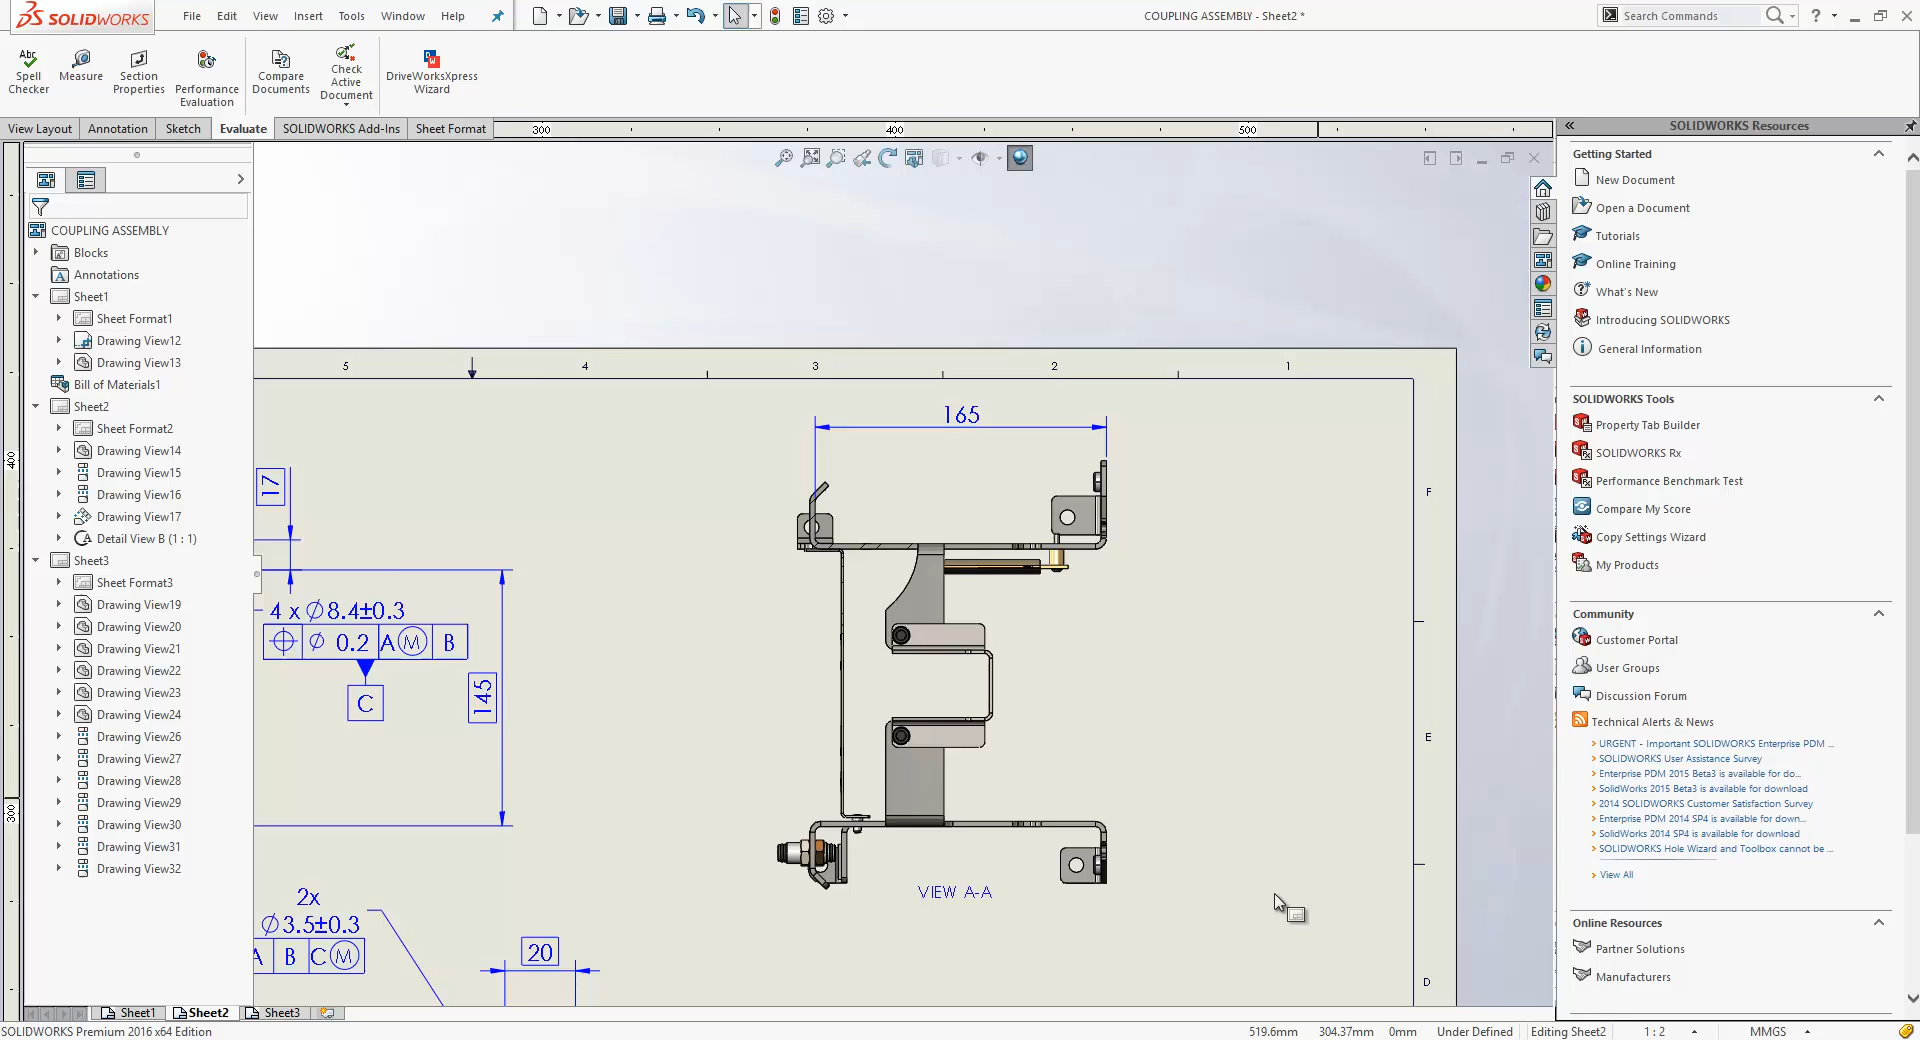 SOLIDWORKS
File Edit View Insert Tools Window Help
COUPLING ASSEMBLY - Sheet2 *
Search Commands
Abc
Spell Checker
Measure
Section Properties
Performance Evaluation
Compare Documents
Check Active Document
DriveWorksXpress Wizard
View Layout Annotation Sketch Evaluate SOLIDWORKS Add-Ins Sheet Format
300 400 500
400
300
COUPLING ASSEMBLY
Blocks
Annotations
Sheet1
Sheet Format1
Drawing View12
Drawing View13
Bill of Materials1
Sheet2
Sheet Format2
Drawing View14
Drawing View15
Drawing View16
Drawing View17
Detail View B (1 : 1)
Sheet3
Sheet Format3
Drawing View19
Drawing View20
Drawing View21
Drawing View22
Drawing View23
Drawing View24
Drawing View26
Drawing View27
Drawing View28
Drawing View29
Drawing View30
Drawing View31
Drawing View32
5 4 3 2 1
F
E
D
165
17
4 x ∅8.4±0.3
⌖ ∅ 0.2 A Ⓜ B
C
145
2x
∅3.5±0.3
A B C Ⓜ
20
VIEW A-A
SOLIDWORKS Resources
Getting Started
New Document
Open a Document
Tutorials
Online Training
What's New
Introducing SOLIDWORKS
General Information
SOLIDWORKS Tools
Property Tab Builder
SOLIDWORKS Rx
Performance Benchmark Test
Compare My Score
Copy Settings Wizard
My Products
Community
Customer Portal
User Groups
Discussion Forum
Technical Alerts & News
URGENT - Important SOLIDWORKS Enterprise PDM ...
SOLIDWORKS User Assistance Survey
Enterprise PDM 2015 Beta3 is available for do...
SolidWorks 2015 Beta3 is available for download
2014 SOLIDWORKS Customer Satisfaction Survey
Enterprise PDM 2014 SP4 is available for down...
SolidWorks 2014 SP4 is available for download
SOLIDWORKS Hole Wizard and Toolbox cannot be ...
View All
Online Resources
Partner Solutions
Manufacturers
Sheet1 Sheet2 Sheet3
SOLIDWORKS Premium 2016 x64 Edition
519.6mm 304.37mm 0mm Under Defined Editing Sheet2 1 : 2 MMGS